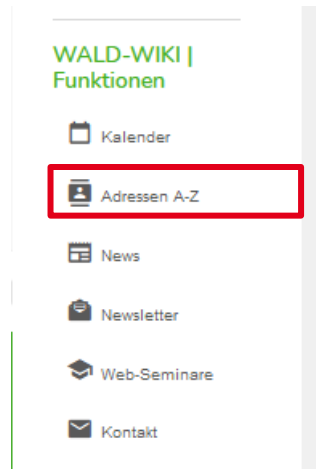 WALD-WIKI |
Funktionen
Kalender
Adressen A-Z
News
Newsletter
Web-Seminare
Kontakt